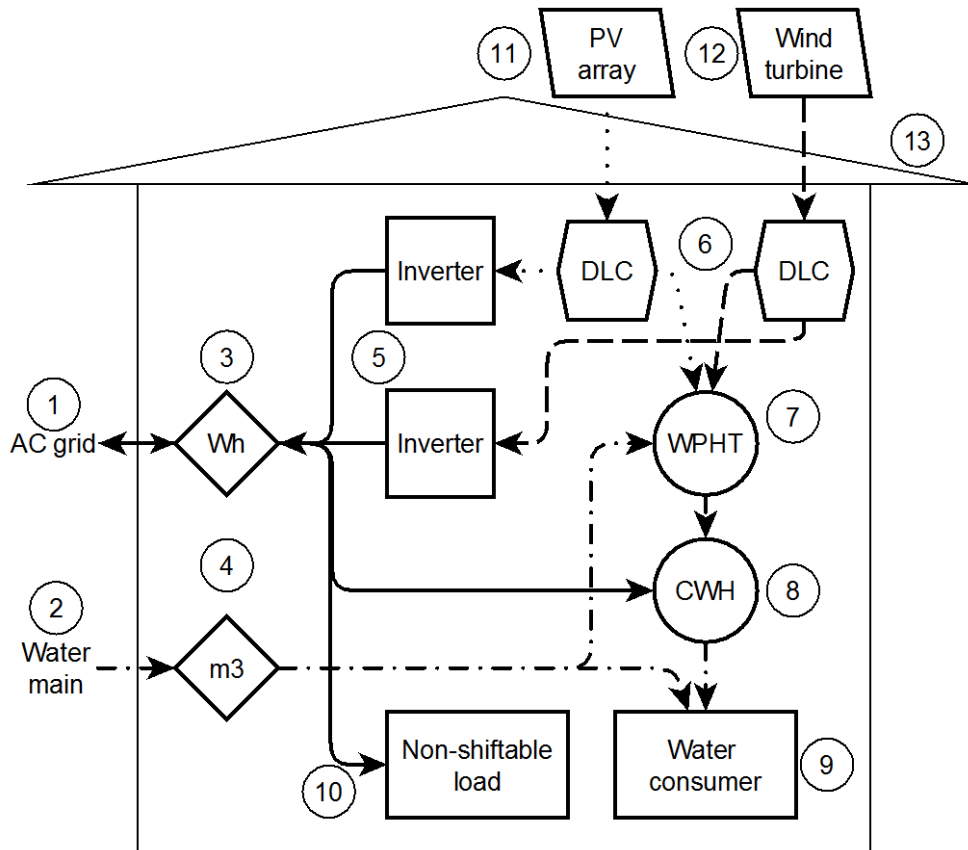 11
PV
array
12
Wind
turbine
13
Inverter
DLC
6
DLC
3
5
1
AC grid
Wh
Inverter
WPHT
7
4
2
CWH
8
Water
main
m3
Non-shiftable
load
10
Water
consumer
9